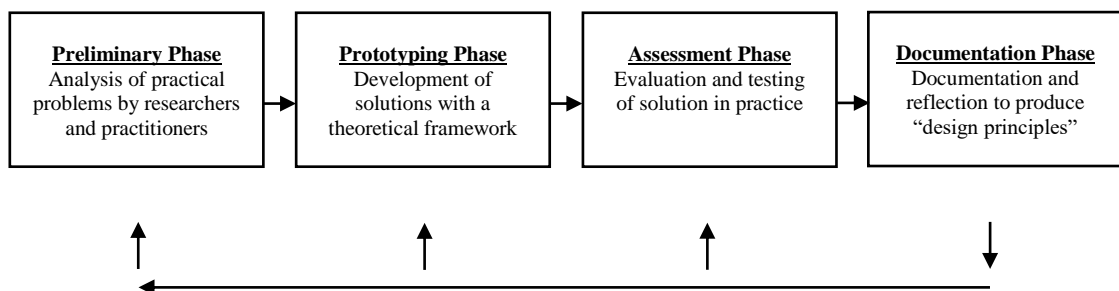 Preliminary Phase
Analysis of practical
problems by researchers
and practitioners
Prototyping Phase
Development of
solutions with a
theoretical framework
Assessment Phase
Evaluation and testing
of solution in practice
Documentation Phase
Documentation and
reflection to produce
“design principles”